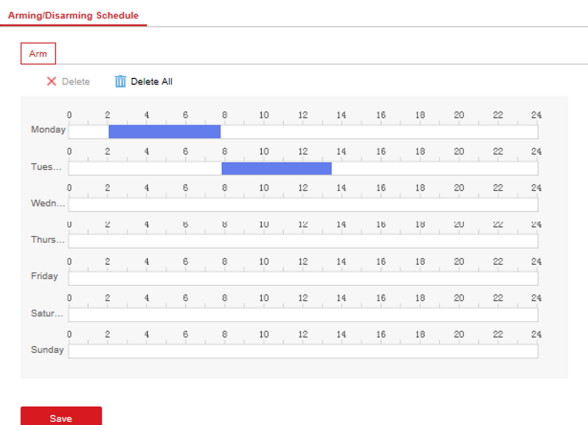 Arming/Disarming Schedule
Arm
Delete Delete All
0 2 4 6 8 10 12 14 16 18 20 22 24
Monday
0 2 4 6 8 10 12 14 16 18 20 22 24
Tues...
0 2 4 6 8 10 12 14 16 18 20 22 24
Wedn...
0 2 4 6 8 10 12 14 16 18 20 22 24
Thurs...
0 2 4 6 8 10 12 14 16 18 20 22 24
Friday
0 2 4 6 8 10 12 14 16 18 20 22 24
Satur...
0 2 4 6 8 10 12 14 16 18 20 22 24
Sunday
Save